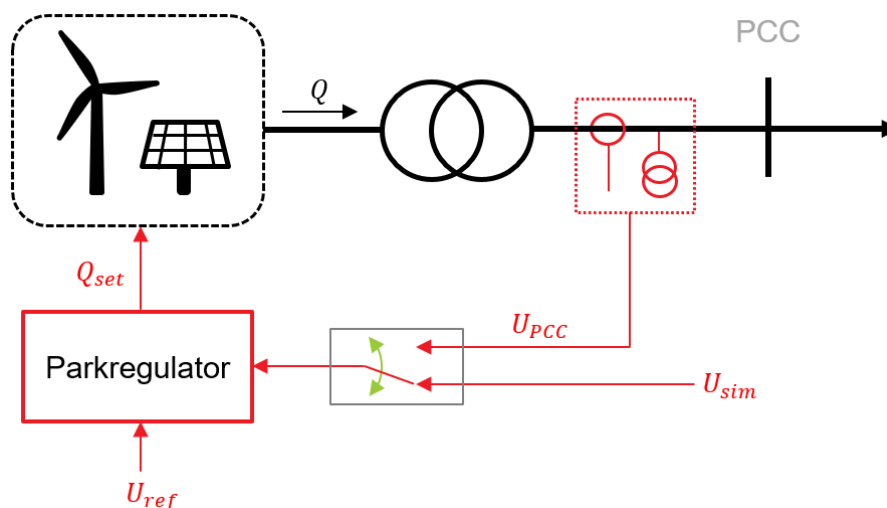 PCC
Q
Q_set
U_PCC
Parkregulator
U_sim
U_ref